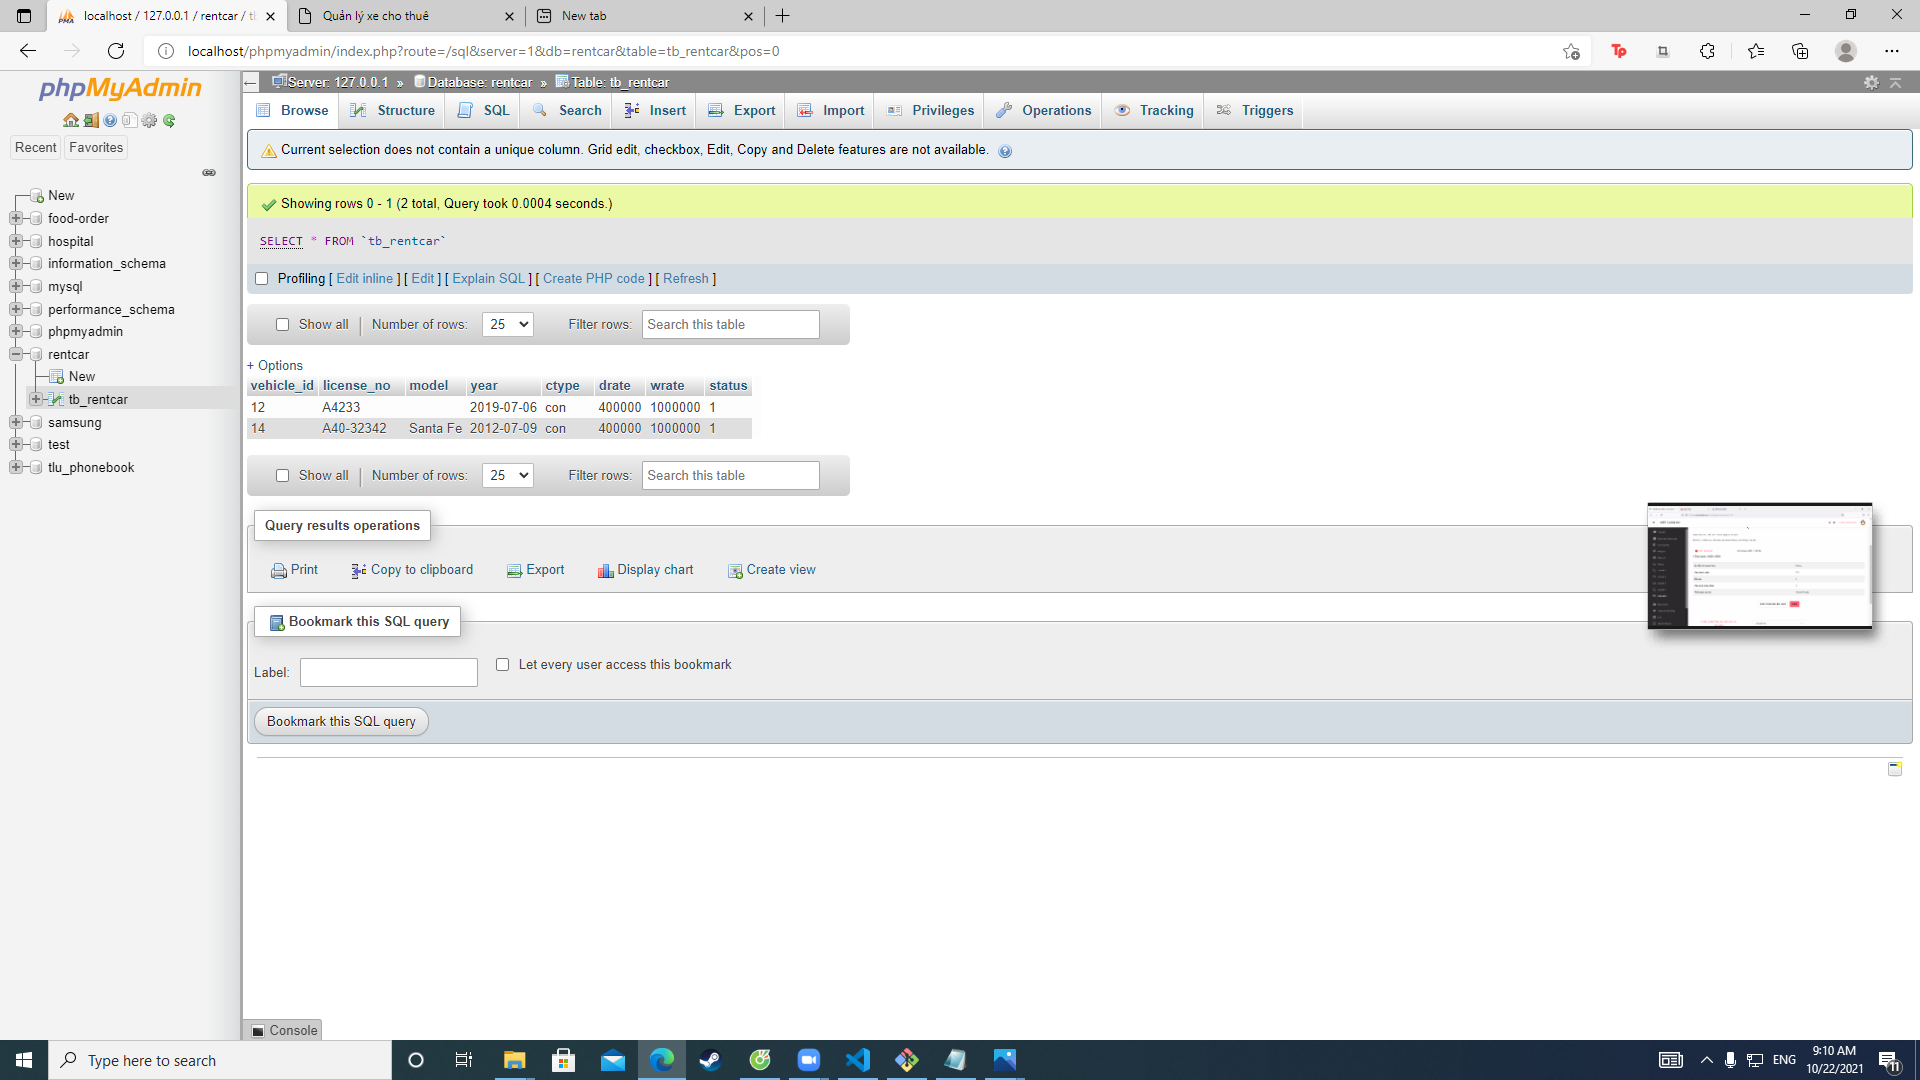 localhost / 127.0.0.1 / rentcar / tb
Quản lý xe cho thuê
New tab
localhost/phpmyadmin/index.php?route=/sql&server=1&db=rentcar&table=tb_rentcar&pos=0
phpMyAdmin
Recent Favorites
New
food-order
hospital
information_schema
mysql
performance_schema
phpmyadmin
rentcar
New
tb_rentcar
samsung
test
tlu_phonebook
Server: 127.0.0.1 » Database: rentcar » Table: tb_rentcar
Browse Structure SQL Search Insert Export Import Privileges Operations Tracking Triggers
Current selection does not contain a unique column. Grid edit, checkbox, Edit, Copy and Delete features are not available.
Showing rows 0 - 1 (2 total, Query took 0.0004 seconds.)
SELECT * FROM `tb_rentcar`
Profiling [ Edit inline ] [ Edit ] [ Explain SQL ] [ Create PHP code ] [ Refresh ]
Show all Number of rows: 25 Filter rows: Search this table
+ Options
vehicle_id license_no model year ctype drate wrate status
12 A4233 2019-07-06 con 400000 1000000 1
14 A40-32342 Santa Fe 2012-07-09 con 400000 1000000 1
Show all Number of rows: 25 Filter rows: Search this table
Query results operations
Print Copy to clipboard Export Display chart Create view
Bookmark this SQL query
Label: Let every user access this bookmark
Bookmark this SQL query
Console
Type here to search
ENG
9:10 AM
10/22/2021
11